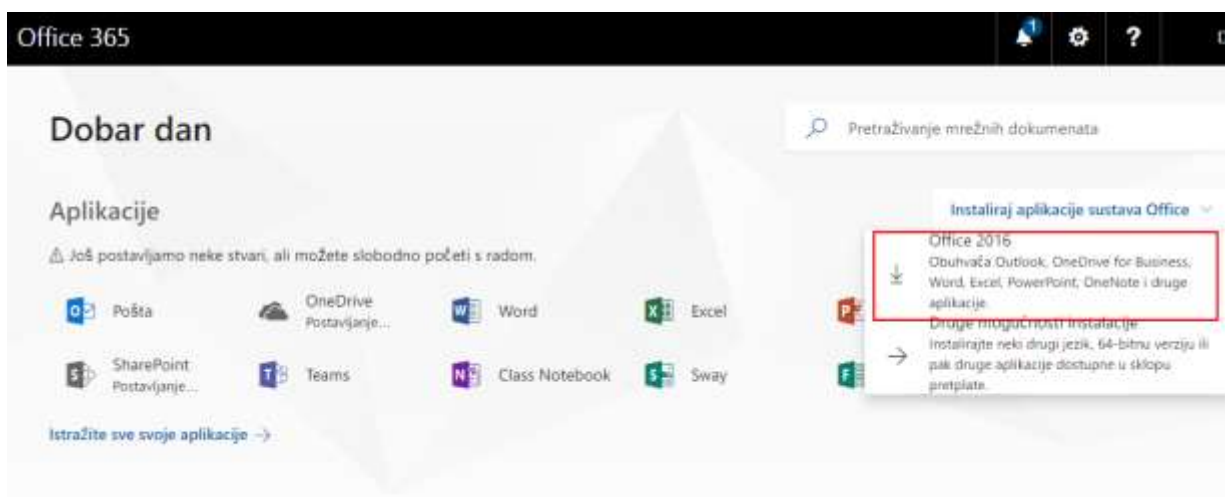 Office 365
1
?
Dobar dan
Pretraživanje mrežnih dokumenata
Aplikacije
Instaliraj aplikacije sustava Office
Još postavljamo neke stvari, ali možete slobodno početi s radom.
Office 2016
Obuhvaća Outlook, OneDrive for Business,
Word, Excel, PowerPoint, OneNote i druge
aplikacije
Pošta
OneDrive
Postavljanje...
Word
Excel
Druge mogućnosti instalacije
Instalirajte neki drugi jezik, 64-bitnu verziju ili
pak druge aplikacije dostupne u sklopu
pretplate.
SharePoint
Postavljanje...
Teams
Class Notebook
Sway
Istražite sve svoje aplikacije